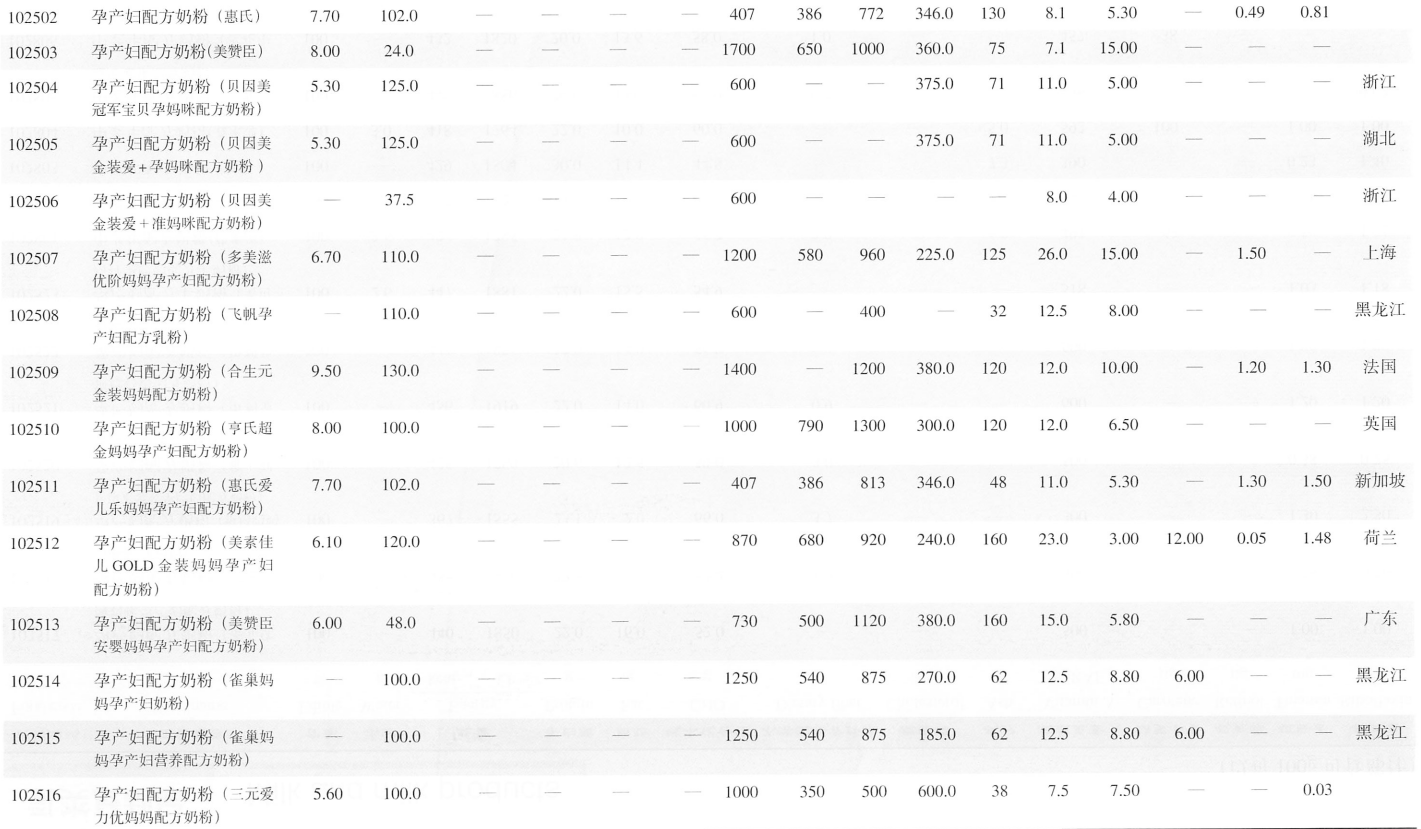 102502 孕产妇配方奶粉（惠氏） 7.70 102.0 — — — — 407 386 772 346.0 130 8.1 5.30 — 0.49 0.81
102503 孕产妇配方奶粉(美赞臣) 8.00 24.0 — — — — 1700 650 1000 360.0 75 7.1 15.00 — — —
102504 孕产妇配方奶粉（贝因美 5.30 125.0 — — — — 600 — — 375.0 71 11.0 5.00 — — — 浙江
冠军宝贝孕妈咪配方奶粉）
102505 孕产妇配方奶粉（贝因美 5.30 125.0 — — — — 600 — — 375.0 71 11.0 5.00 — — — 湖北
金装爱+孕妈咪配方奶粉）
102506 孕产妇配方奶粉（贝因美 — 37.5 — — — — 600 — — — — 8.0 4.00 — — — 浙江
金装爱+准妈咪配方奶粉）
102507 孕产妇配方奶粉（多美滋 6.70 110.0 — — — — 1200 580 960 225.0 125 26.0 15.00 — 1.50 — 上海
优阶妈妈孕产妇配方奶粉）
102508 孕产妇配方奶粉（飞帆孕 — 110.0 — — — — 600 — 400 — 32 12.5 8.00 — — — 黑龙江
产妇配方乳粉）
102509 孕产妇配方奶粉（合生元 9.50 130.0 — — — — 1400 — 1200 380.0 120 12.0 10.00 — 1.20 1.30 法国
金装妈妈配方奶粉）
102510 孕产妇配方奶粉（亨氏超 8.00 100.0 — — — — 1000 790 1300 300.0 120 12.0 6.50 — — — 英国
金妈妈孕产妇配方奶粉）
102511 孕产妇配方奶粉（惠氏爱 7.70 102.0 — — — — 407 386 813 346.0 48 11.0 5.30 — 1.30 1.50 新加坡
儿乐妈妈孕产妇配方奶粉）
102512 孕产妇配方奶粉（美素佳 6.10 120.0 — — — — 870 680 920 240.0 160 23.0 3.00 12.00 0.05 1.48 荷兰
儿 GOLD 金装妈妈孕产妇
配方奶粉）
102513 孕产妇配方奶粉（美赞臣 6.00 48.0 — — — — 730 500 1120 380.0 160 15.0 5.80 — — — 广东
安婴妈妈孕产妇配方奶粉）
102514 孕产妇配方奶粉（雀巢妈 — 100.0 — — — — 1250 540 875 270.0 62 12.5 8.80 6.00 — — 黑龙江
妈孕产妇奶粉）
102515 孕产妇配方奶粉（雀巢妈 — 100.0 — — — — 1250 540 875 185.0 62 12.5 8.80 6.00 — — 黑龙江
妈孕产妇营养配方奶粉）
102516 孕产妇配方奶粉（三元爱 5.60 100.0 — — — — 1000 350 500 600.0 38 7.5 7.50 — — 0.03
力优妈妈配方奶粉）